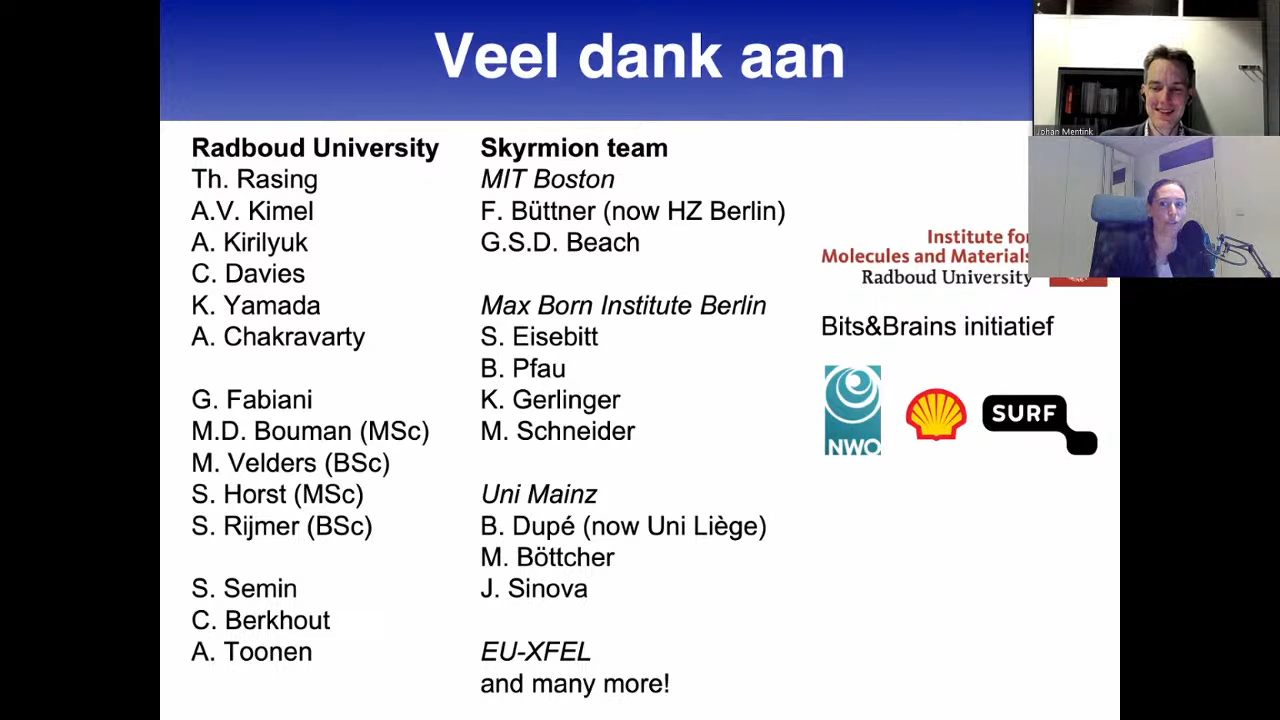 Veel dank aan
Radboud University
Th. Rasing
A.V. Kimel
A. Kirilyuk
C. Davies
K. Yamada
A. Chakravarty
G. Fabiani
M.D. Bouman (MSc)
M. Velders (BSc)
S. Horst (MSc)
S. Rijmer (BSc)
S. Semin
C. Berkhout
A. Toonen
Skyrmion team
MIT Boston
F. Büttner (now HZ Berlin)
G.S.D. Beach
Max Born Institute Berlin
S. Eisebitt
B. Pfau
K. Gerlinger
M. Schneider
Uni Mainz
B. Dupé (now Uni Liège)
M. Böttcher
J. Sinova
EU-XFEL
and many more!
Johan Mentink
Institute for
Molecules and Materials
Radboud University
Bits&Brains initiatief
NWO
SURF